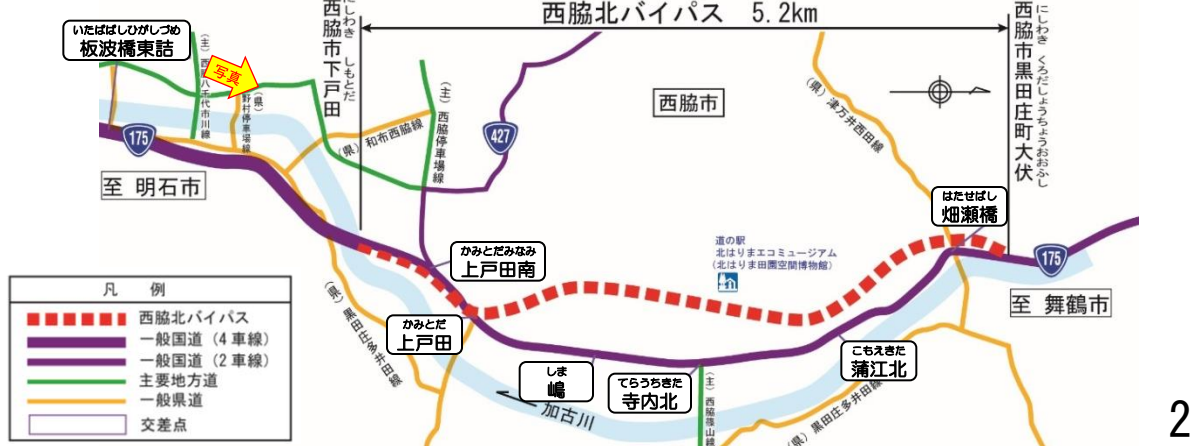 西脇北バイパス 5.2km
にしわき しもとだ
西脇市下戸田
にしわき くろだしょうちょうおおぶし
西脇市黒田庄町大伏
いたばばしひがしづめ
板波橋東詰
写真
(主) 西脇八千代市川線
(県) 野村停車場線
175
至 明石市
(県) 和布西脇線
(主) 西脇停車場線
427
西脇市
(県) 津万井西田線
はたせばし
畑瀬橋
175
至 舞鶴市
かみとだみなみ
上戸田南
道の駅
北はりまエコミュージアム
(北はりま田園空間博物館)
かみとだ
上戸田
(県) 黒田庄多井田線
しま
嶋
てらうちきた
寺内北
こもえきた
蒲江北
加古川
(主) 西脇篠山線
(県) 黒田庄多井田線
凡 例
西脇北バイパス
一般国道 (4車線)
一般国道 (2車線)
主要地方道
一般県道
交差点
2